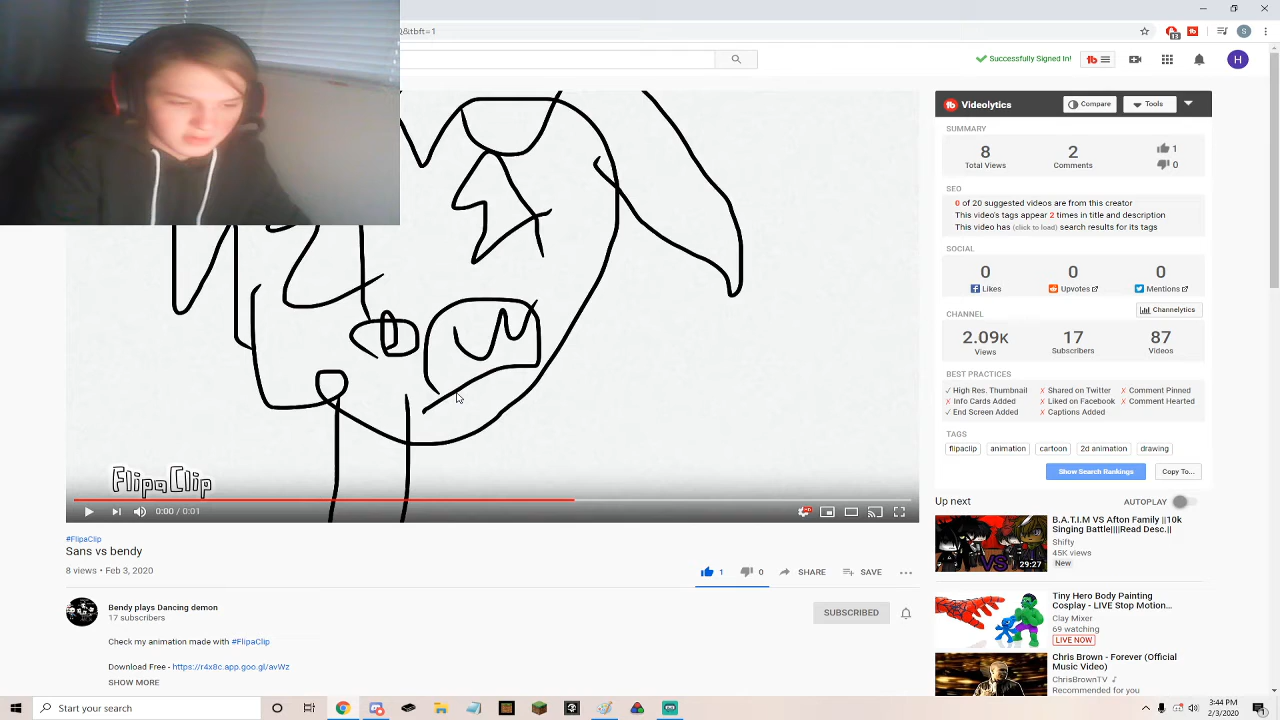 Q&tbft=1
S
Successfully Signed In!
H
Videolytics
Compare
Tools
SUMMARY
8
2
1
Total Views
Comments
0
SEO
0 of 20 suggested videos are from this creator
This video's tags appear 2 times in title and description
This video has (click to load) search results for its tags
SOCIAL
0
0
0
Likes
Upvotes
Mentions
CHANNEL
Channelytics
2.09K
17
87
Views
Subscribers
Videos
BEST PRACTICES
✓ High Res. Thumbnail
✗ Shared on Twitter
✗ Comment Pinned
✗ Info Cards Added
✗ Liked on Facebook
✗ Comment Hearted
✓ End Screen Added
✗ Captions Added
TAGS
flipaclip
animation
cartoon
2d animation
drawing
Show Search Rankings
Copy To...
FlipaClip
0:00 / 0:01
#FlipaClip
Sans vs bendy
8 views • Feb 3, 2020
1
0
SHARE
SAVE
Bendy plays Dancing demon
17 subscribers
SUBSCRIBED
Check my animation made with #FlipaClip
Download Free - https://r4x8c.app.goo.gl/avWz
SHOW MORE
Up next
AUTOPLAY
B.A.T.I.M VS Afton Family ||10k
Singing Battle||||Read Desc.||
Shifty
45K views
New
VS
29:27
Tiny Hero Body Painting
Cosplay - LIVE Stop Motion...
Clay Mixer
69 watching
LIVE NOW
Chris Brown - Forever (Official
Music Video)
ChrisBrownTV
Recommended for you
Start your search
3:44 PM
2/3/2020